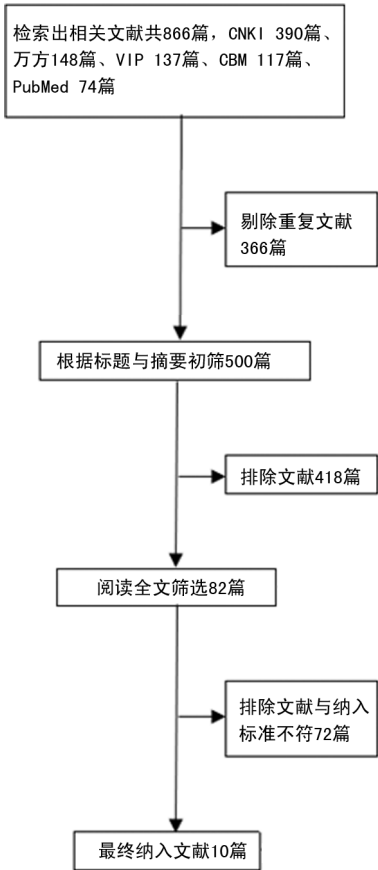 检索出相关文献共866篇，CNKI 390篇、
万方148篇、VIP 137篇、CBM 117篇、
PubMed 74篇
剔除重复文献
366篇
根据标题与摘要初筛500篇
排除文献418篇
阅读全文筛选82篇
排除文献与纳入
标准不符72篇
最终纳入文献10篇